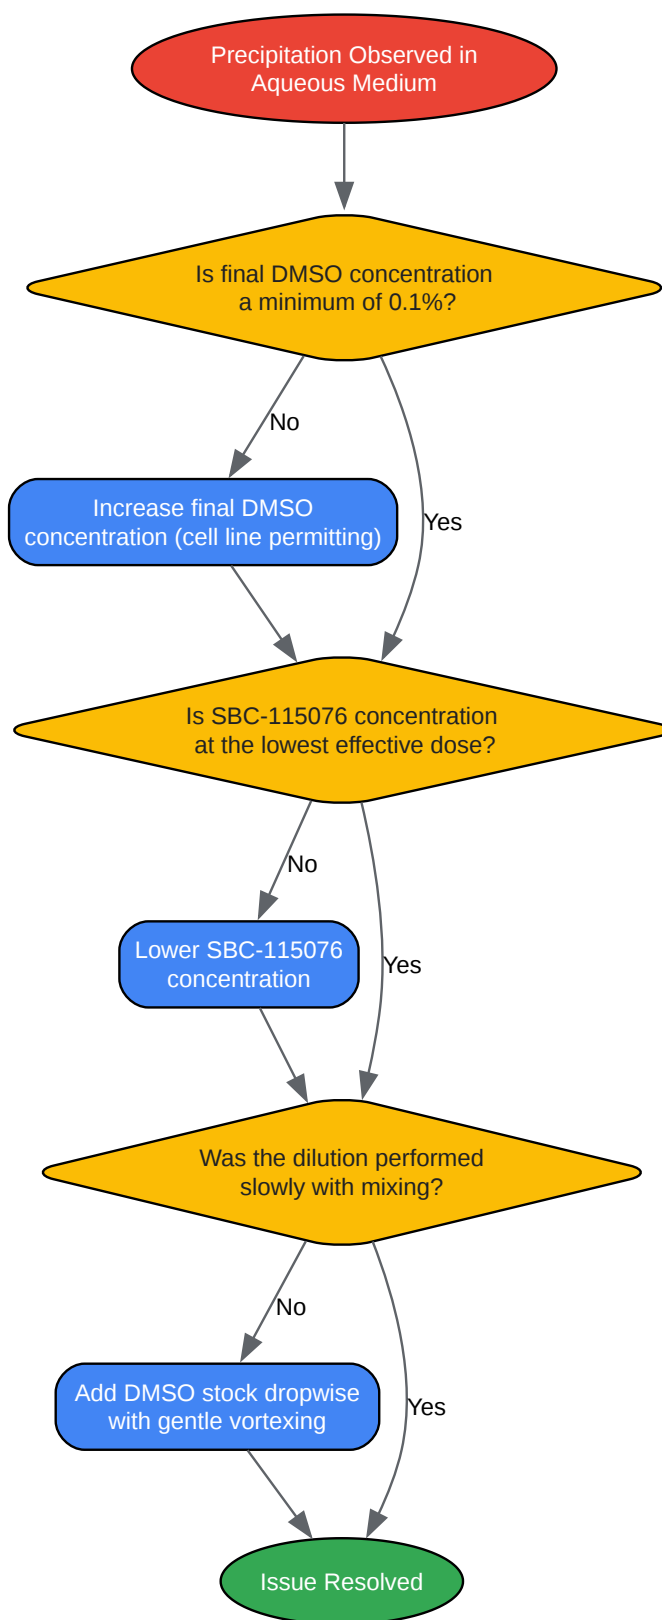 Precipitation Observed in
Aqueous Medium
Is final DMSO concentration
a minimum of 0.1%?
No
Increase final DMSO
concentration (cell line permitting)
Yes
Is SBC-115076 concentration
at the lowest effective dose?
No
Lower SBC-115076
concentration
Yes
Was the dilution performed
slowly with mixing?
No
Add DMSO stock dropwise
with gentle vortexing
Yes
Issue Resolved